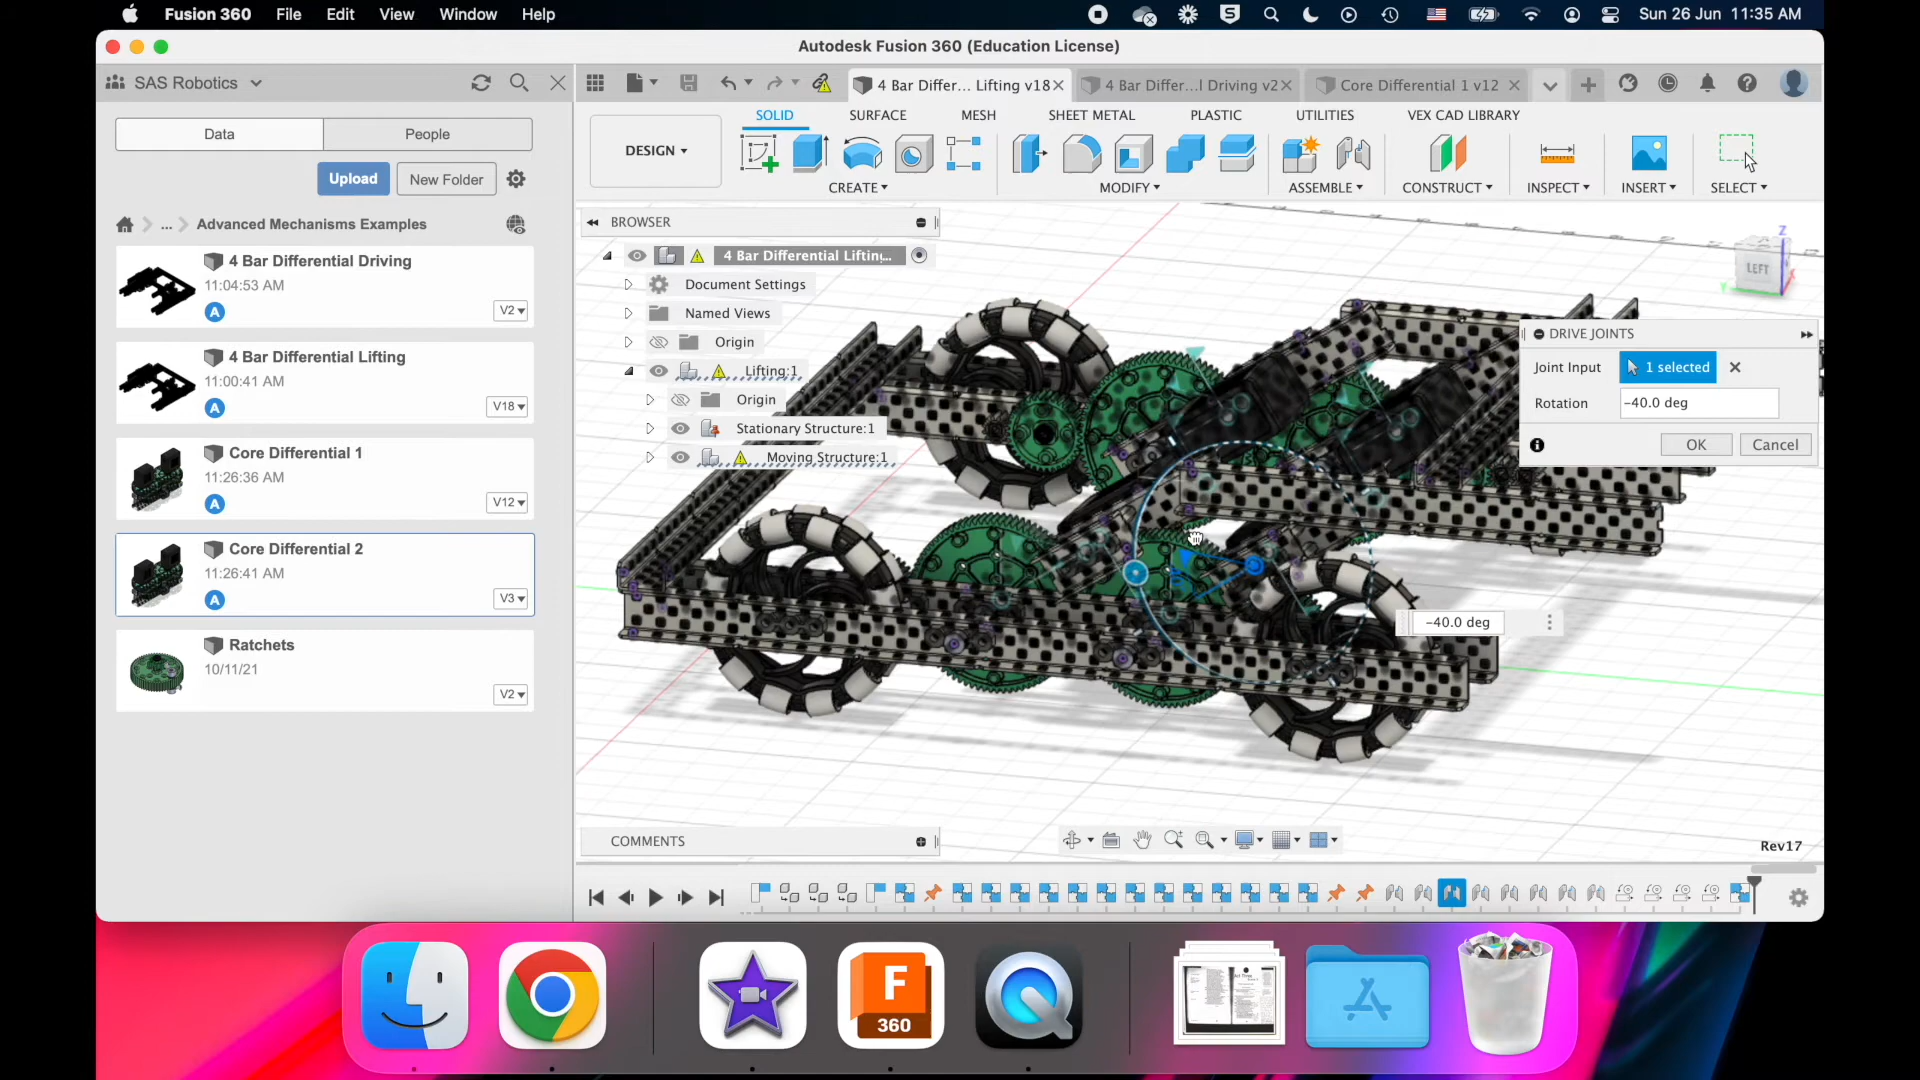 Fusion 360 File Edit View Window Help Sun 26 Jun 11:35 AM
Autodesk Fusion 360 (Education License)
SAS Robotics
4 Bar Differ... Lifting v18
4 Bar Differ...l Driving v2
Core Differential 1 v12
Data People
SOLID SURFACE MESH SHEET METAL PLASTIC UTILITIES VEX CAD LIBRARY
DESIGN
Upload New Folder
CREATE MODIFY ASSEMBLE CONSTRUCT INSPECT INSERT SELECT
... Advanced Mechanisms Examples
4 Bar Differential Driving
11:04:53 AM
A
V2
4 Bar Differential Lifting
11:00:41 AM
A
V18
Core Differential 1
11:26:36 AM
A
V12
Core Differential 2
11:26:41 AM
A
V3
Ratchets
10/11/21
V2
BROWSER
4 Bar Differential Lifting...
Document Settings
Named Views
Origin
Lifting:1
Origin
Stationary Structure:1
Moving Structure:1
Z
LEFT
DRIVE JOINTS
Joint Input 1 selected
Rotation -40.0 deg
OK Cancel
-40.0 deg
COMMENTS
Rev17
F
360